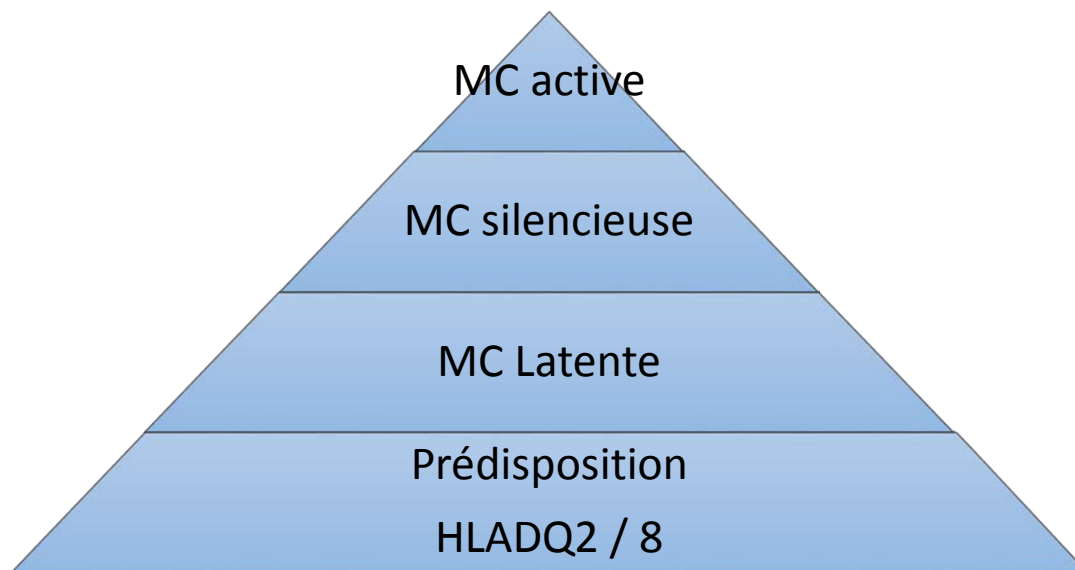 MC active
MC silencieuse
MC Latente
Prédisposition
HLADQ2 / 8